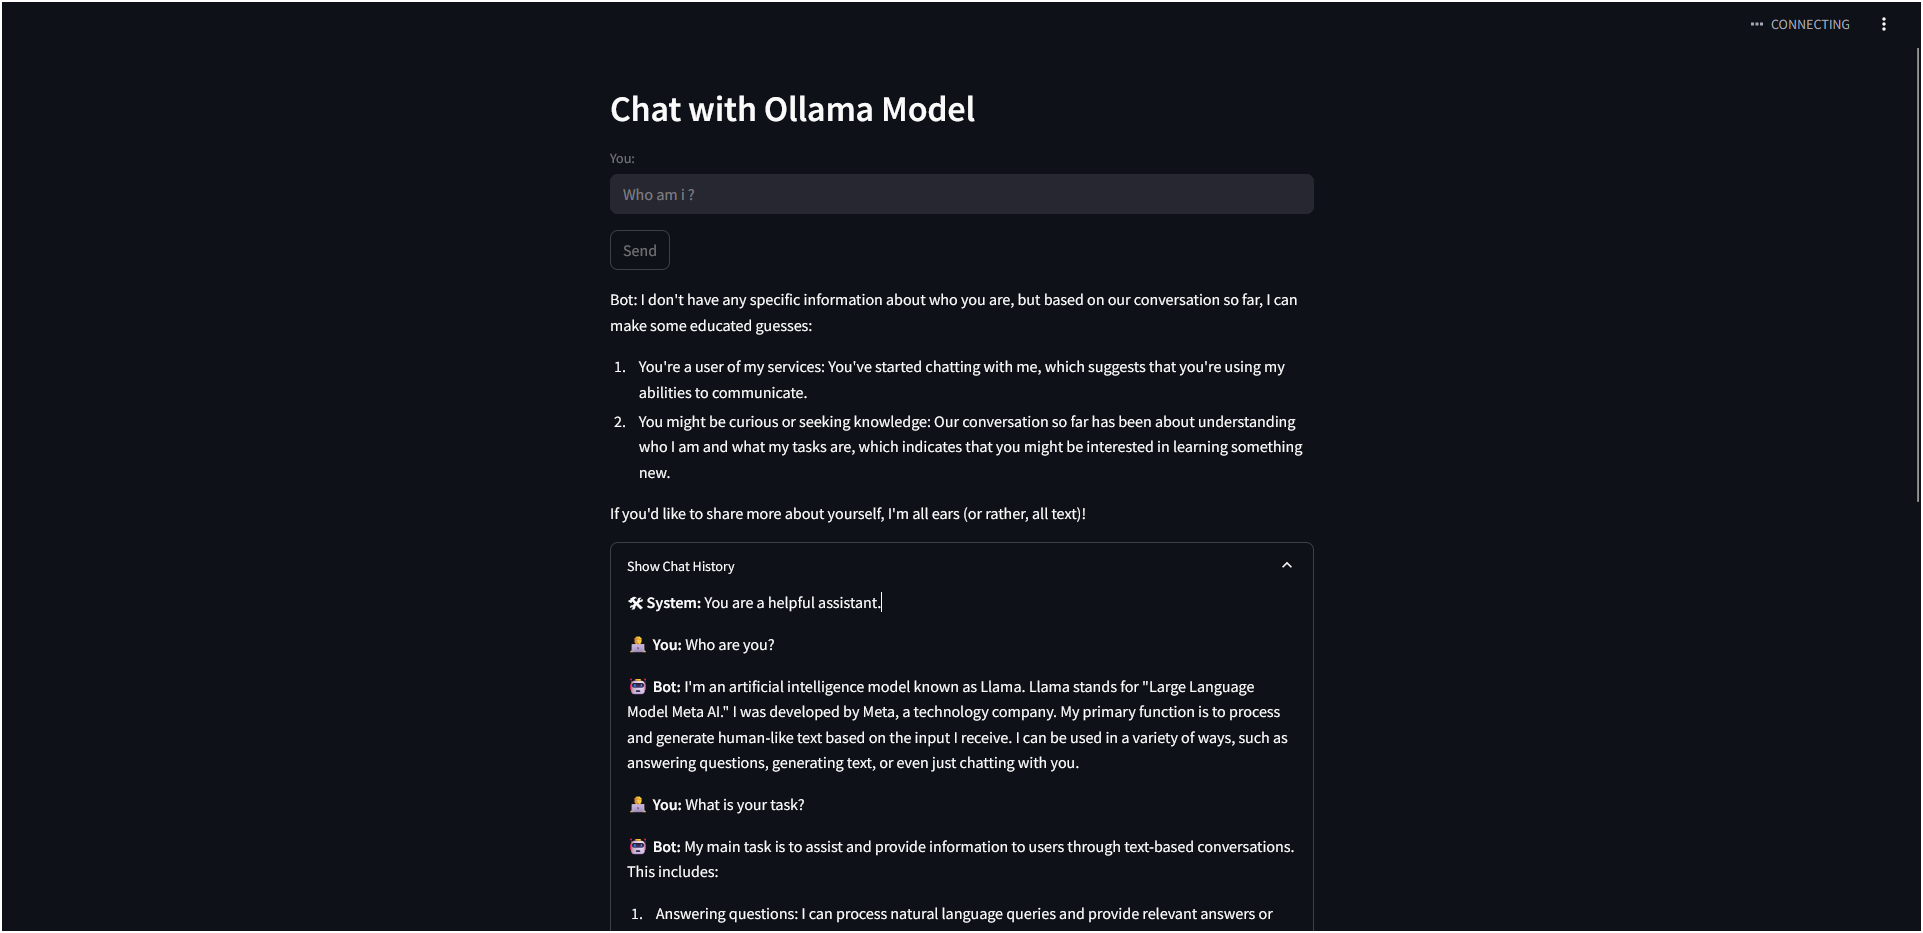 CONNECTING
Chat with Ollama Model
You:
Who am i ?
Send
Bot: I don't have any specific information about who you are, but based on our conversation so far, I can
make some educated guesses:
1. You're a user of my services: You've started chatting with me, which suggests that you're using my
abilities to communicate.
2. You might be curious or seeking knowledge: Our conversation so far has been about understanding
who I am and what my tasks are, which indicates that you might be interested in learning something
new.
If you'd like to share more about yourself, I'm all ears (or rather, all text)!
Show Chat History
System: You are a helpful assistant.
You: Who are you?
Bot: I'm an artificial intelligence model known as Llama. Llama stands for "Large Language
Model Meta AI." I was developed by Meta, a technology company. My primary function is to process
and generate human-like text based on the input I receive. I can be used in a variety of ways, such as
answering questions, generating text, or even just chatting with you.
You: What is your task?
Bot: My main task is to assist and provide information to users through text-based conversations.
This includes:
1. Answering questions: I can process natural language queries and provide relevant answers or